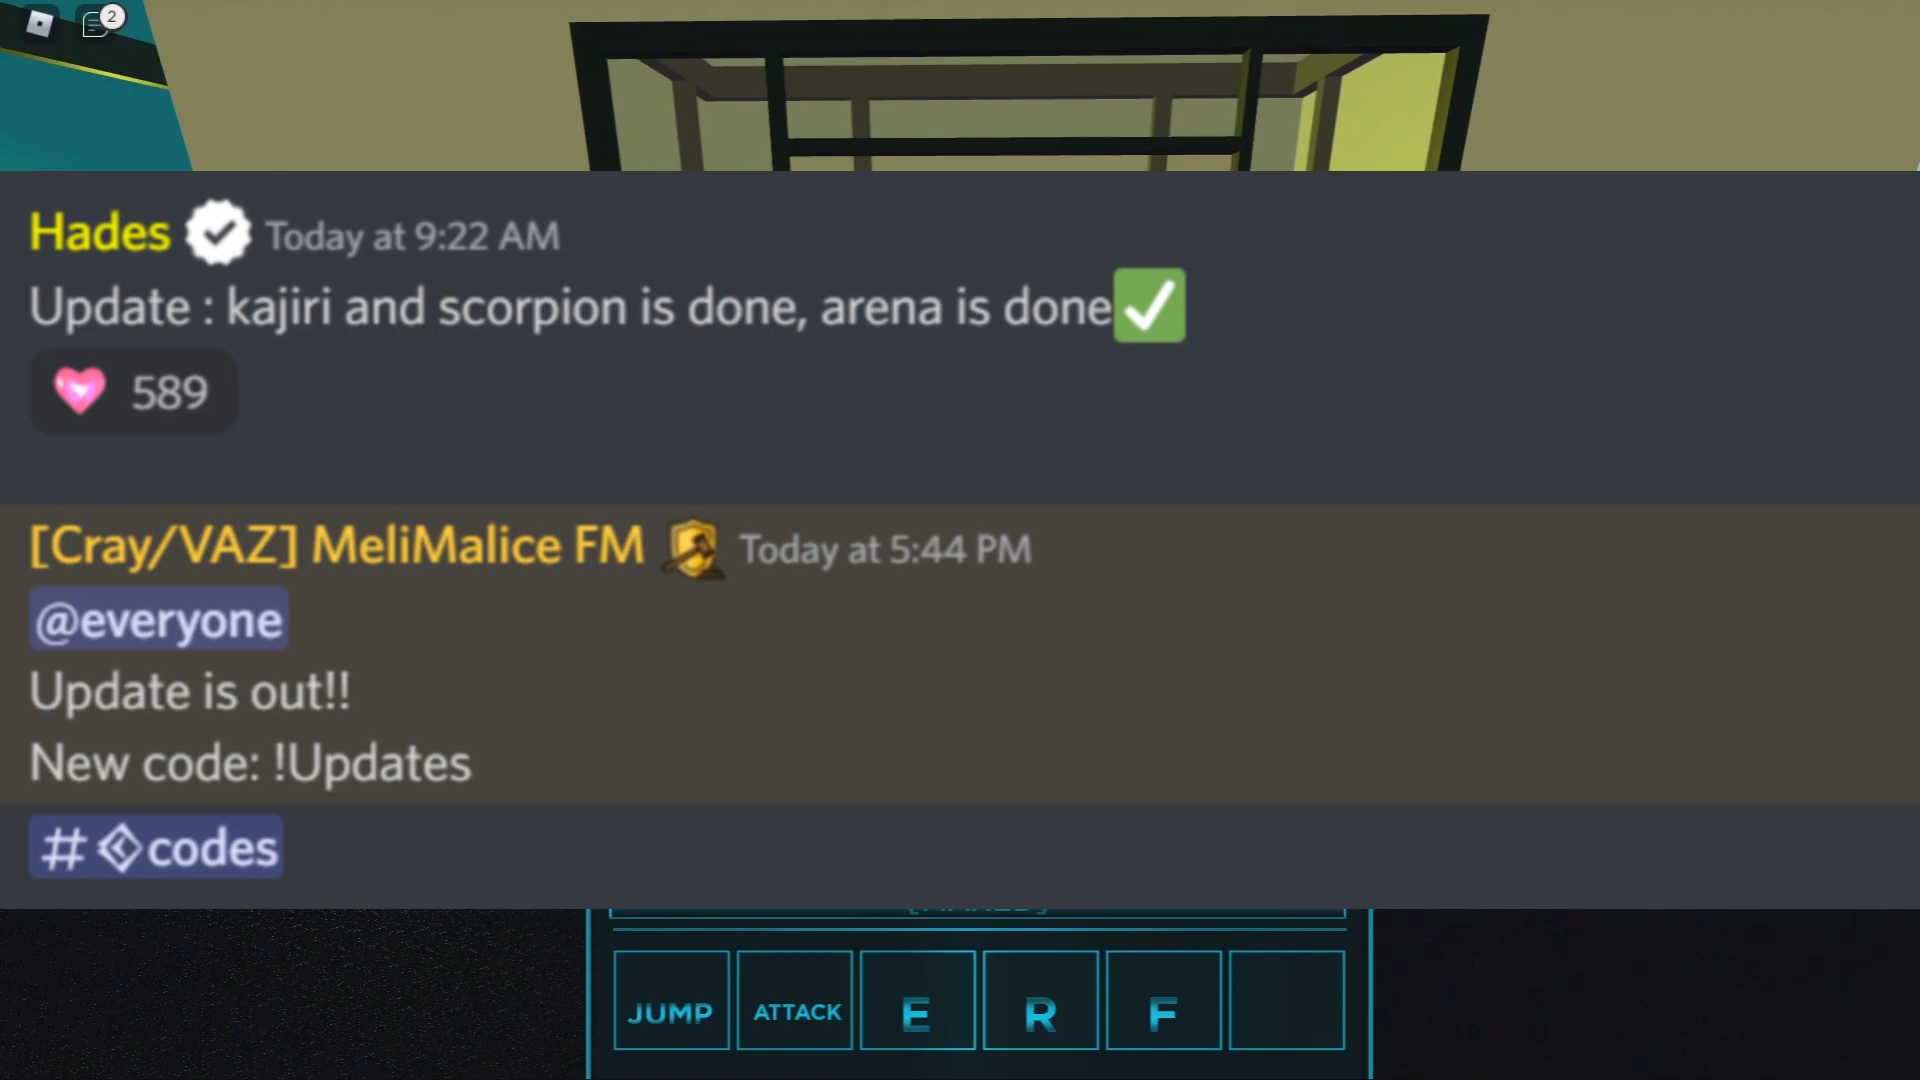 2
Hades Today at 9:22 AM
Update : kajiri and scorpion is done, arena is done
589
[Cray/VAZ] MeliMalice FM Today at 5:44 PM
@everyone
Update is out!!
New code: !Updates
# codes
JUMP ATTACK E R F